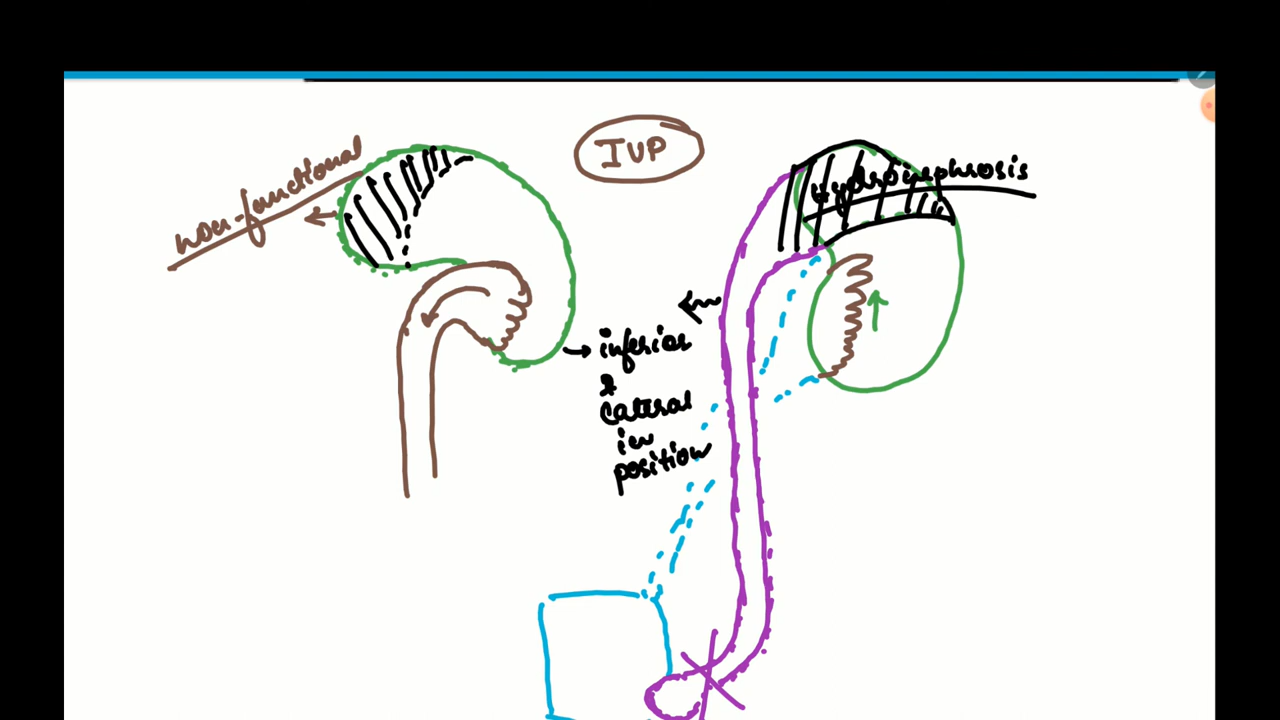 IVP
non-functional
Hydronephrosis
inferior
&
lateral
in
position